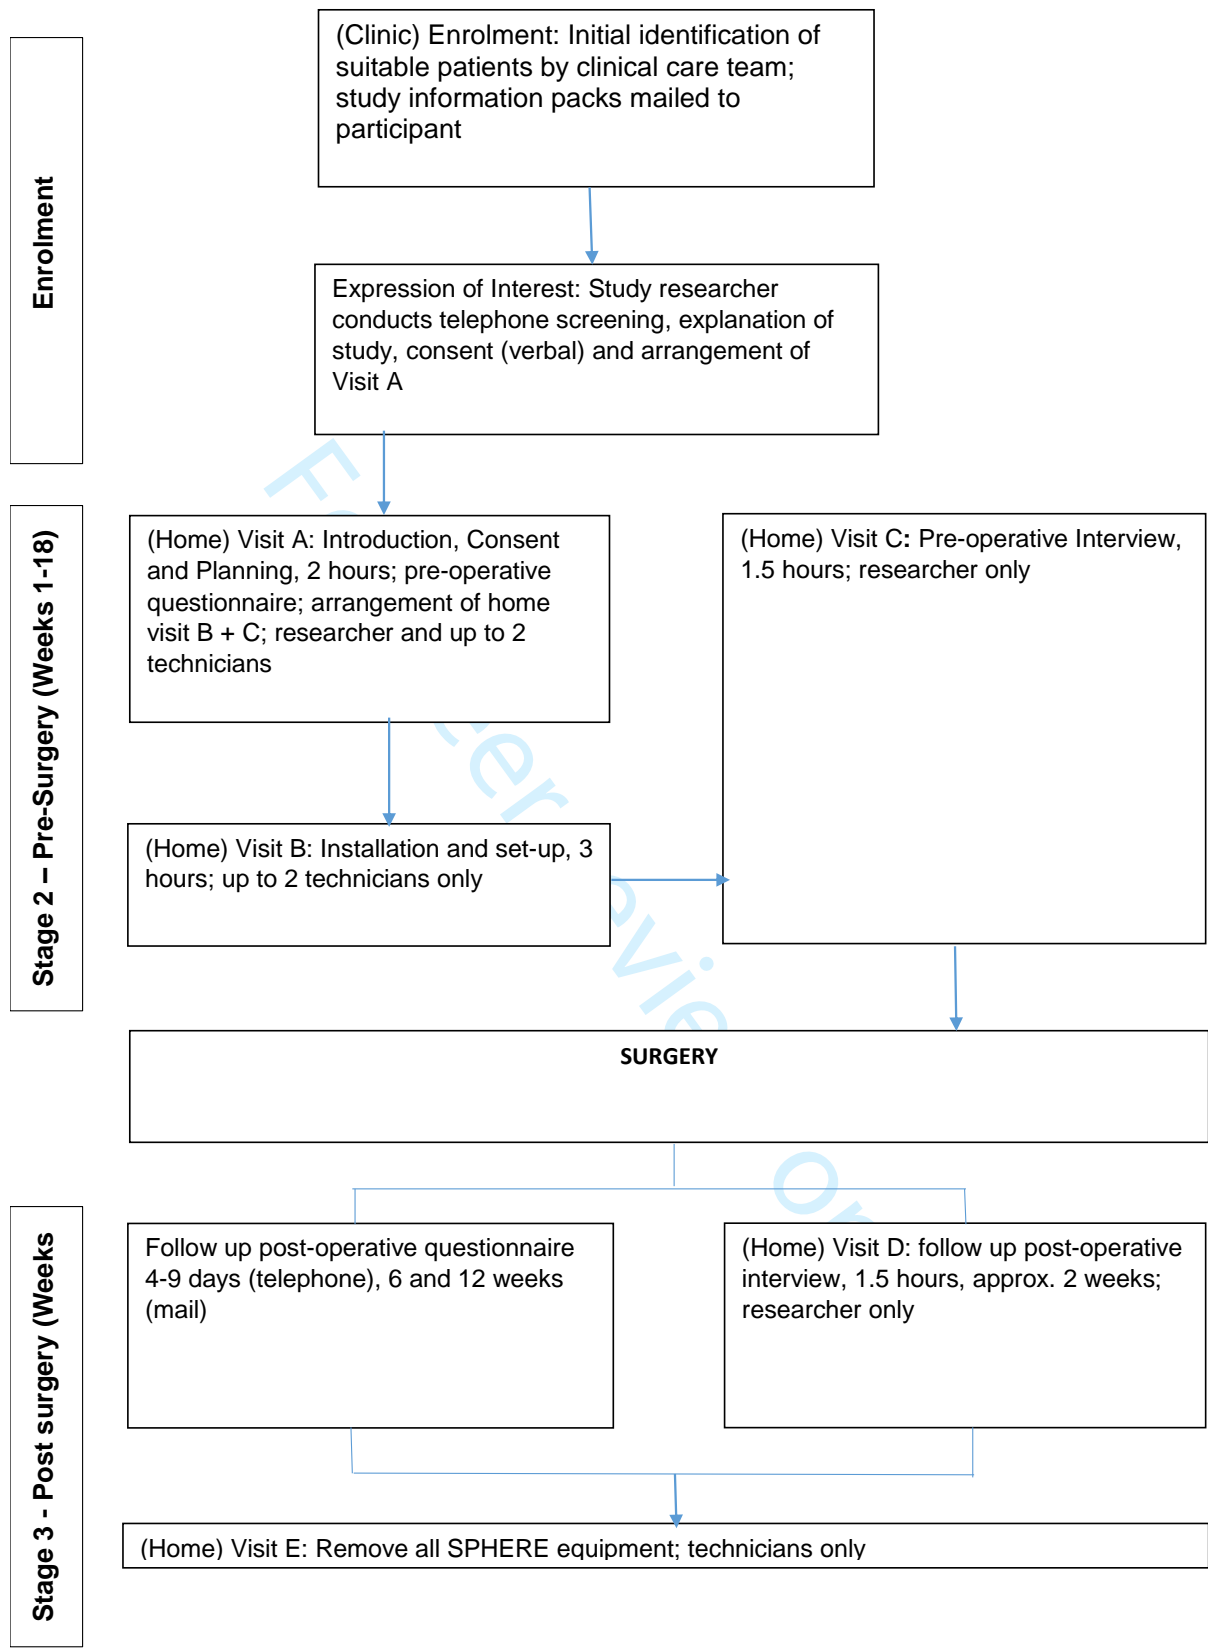 Enrolment
(Clinic) Enrolment: Initial identification of
suitable patients by clinical care team;
study information packs mailed to
participant
Expression of Interest: Study researcher
conducts telephone screening, explanation of
study, consent (verbal) and arrangement of
Visit A
Stage 2 – Pre-Surgery (Weeks 1-18)
(Home) Visit A: Introduction, Consent
and Planning, 2 hours; pre-operative
questionnaire; arrangement of home
visit B + C; researcher and up to 2
technicians
(Home) Visit C: Pre-operative Interview,
1.5 hours; researcher only
(Home) Visit B: Installation and set-up, 3
hours; up to 2 technicians only
SURGERY
Stage 3 - Post surgery (Weeks
Follow up post-operative questionnaire
4-9 days (telephone), 6 and 12 weeks
(mail)
(Home) Visit D: follow up post-operative
interview, 1.5 hours, approx. 2 weeks;
researcher only
(Home) Visit E: Remove all SPHERE equipment; technicians only